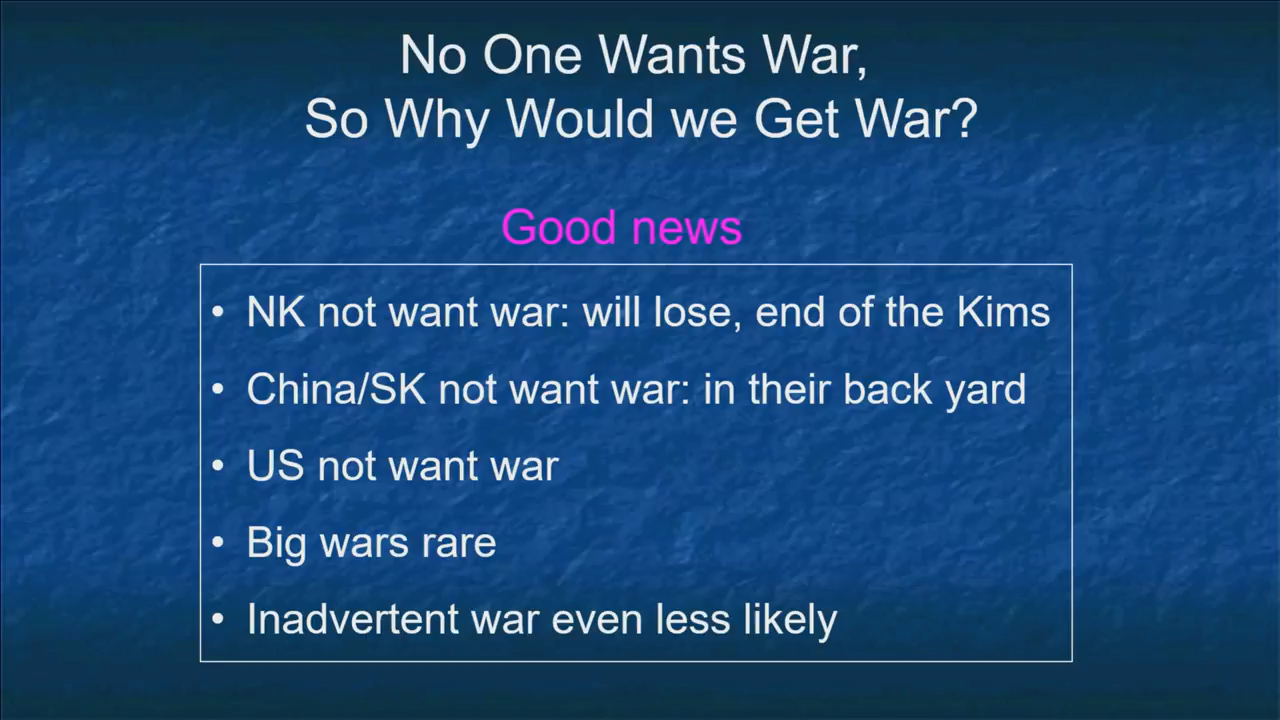 No One Wants War,
So Why Would we Get War?
Good news
• NK not want war: will lose, end of the Kims
• China/SK not want war: in their back yard
• US not want war
• Big wars rare
• Inadvertent war even less likely